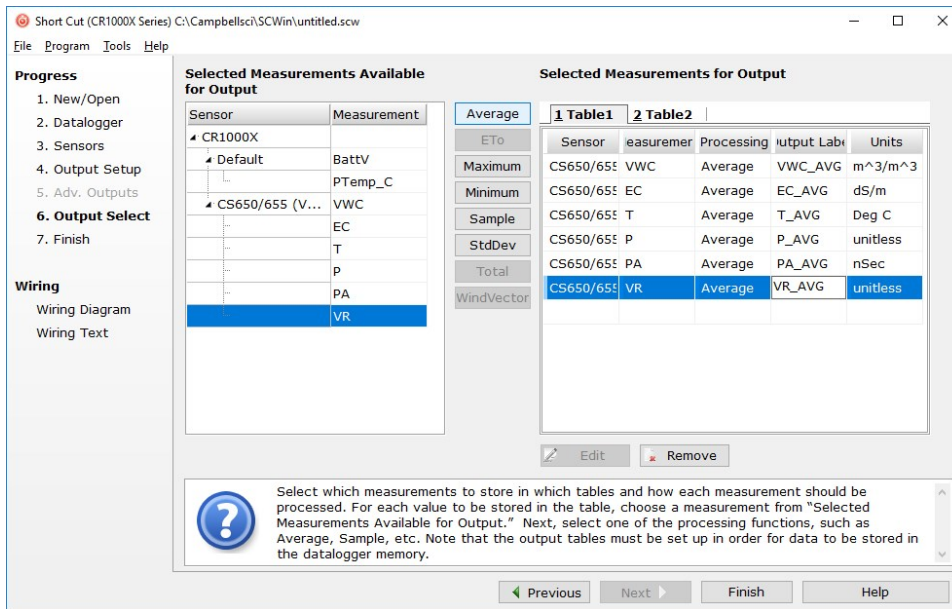 Short Cut (CR1000X Series) C:\Campbellsci\SCWin\untitled.scw
File Program Tools Help
Progress
1. New/Open
2. Datalogger
3. Sensors
4. Output Setup
5. Adv. Outputs
6. Output Select
7. Finish
Wiring
Wiring Diagram
Wiring Text
Selected Measurements Available
for Output
Sensor Measurement
CR1000X
Default BattV
PTemp_C
CS650/655 (V... VWC
EC
T
P
PA
VR
Average
ETo
Maximum
Minimum
Sample
StdDev
Total
WindVector
Selected Measurements for Output
1 Table1 2 Table2
Sensor easuremer Processing utput Labe Units
CS650/655 VWC Average VWC_AVG m^3/m^3
CS650/655 EC Average EC_AVG dS/m
CS650/655 T Average T_AVG Deg C
CS650/655 P Average P_AVG unitless
CS650/655 PA Average PA_AVG nSec
CS650/655 VR Average VR_AVG unitless
Edit Remove
Select which measurements to store in which tables and how each measurement should be
processed. For each value to be stored in the table, choose a measurement from “Selected
Measurements Available for Output.” Next, select one of the processing functions, such as
Average, Sample, etc. Note that the output tables must be set up in order for data to be stored in
the datalogger memory.
Previous Next Finish Help